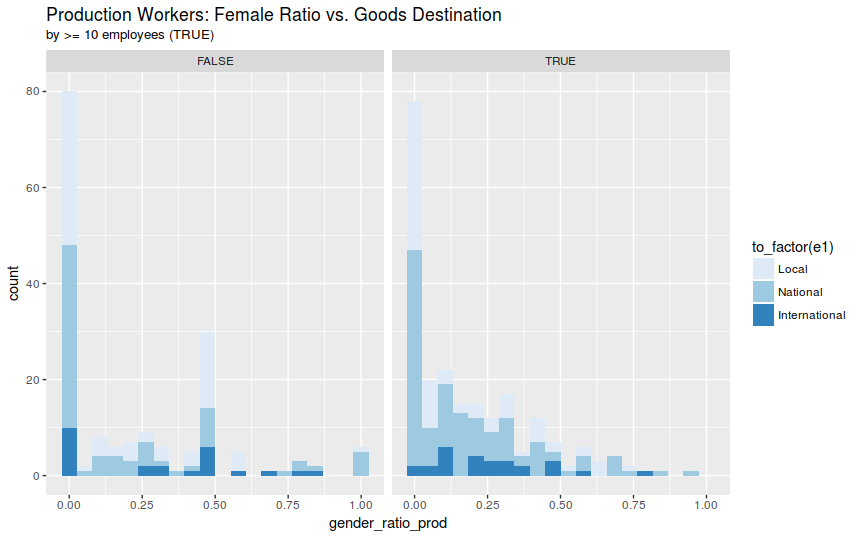 Production Workers: Female Ratio vs. Goods Destination
by >= 10 employees (TRUE)
FALSE
TRUE
80
60
40
20
0
count
0.00
0.25
0.50
0.75
1.00
0.00
0.25
0.50
0.75
1.00
gender_ratio_prod
to_factor(e1)
Local
National
International